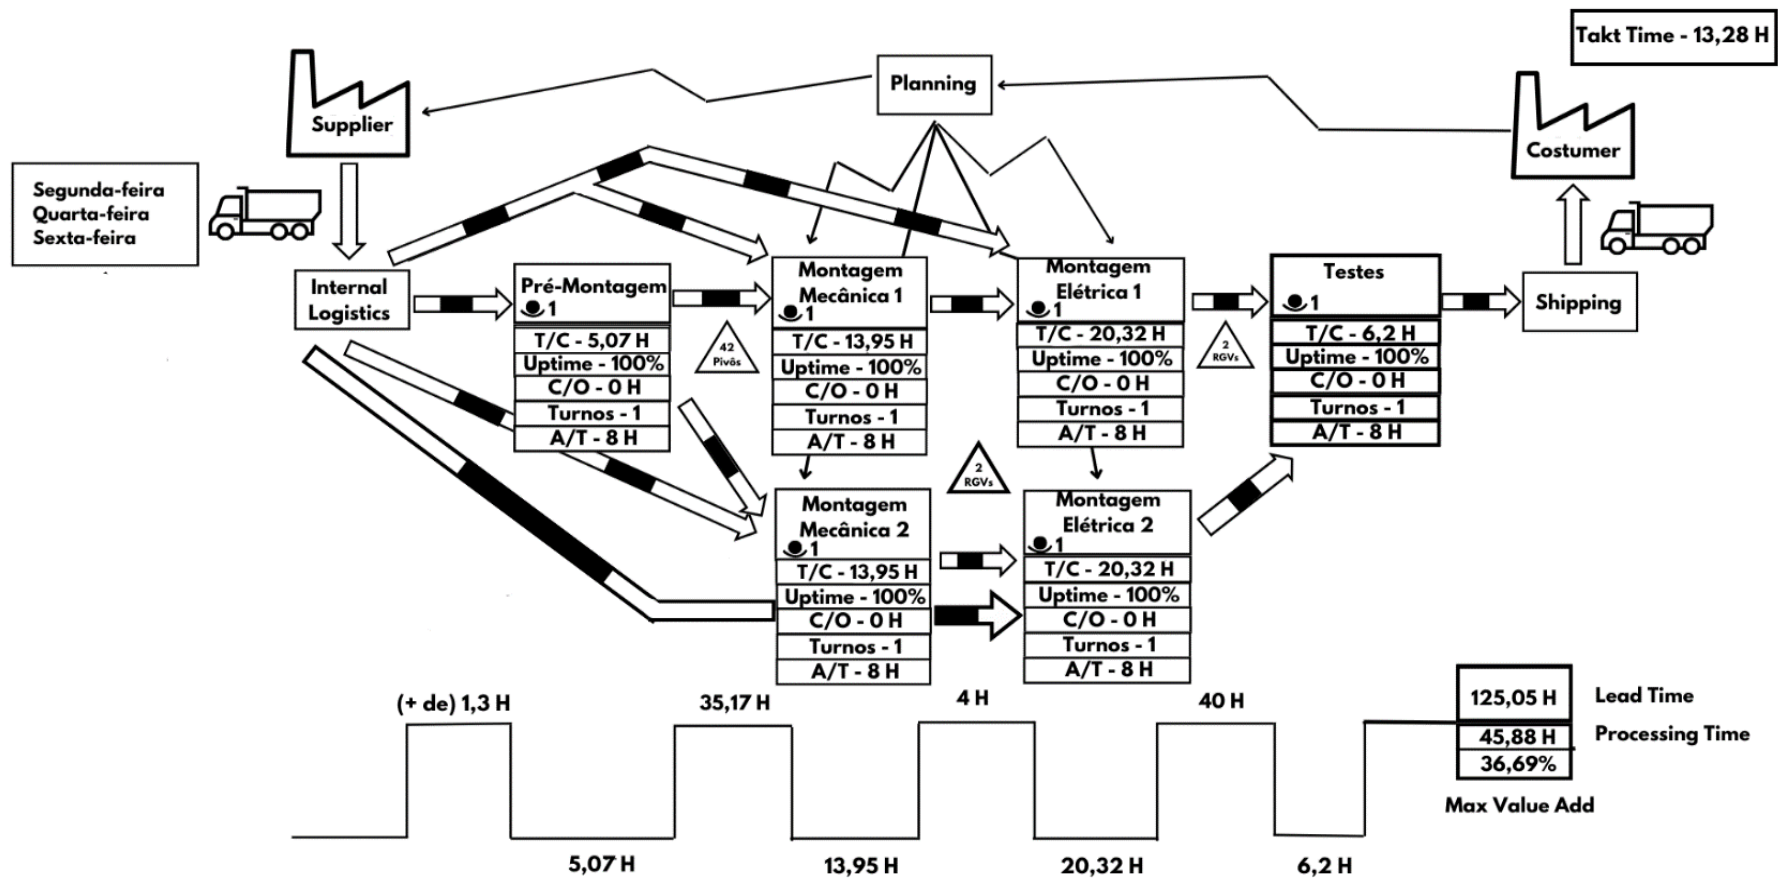 Takt Time - 13,28 H
Planning
Supplier
Costumer
Segunda-feira
Quarta-feira
Sexta-feira
Internal
Logistics
Pré-Montagem
1
T/C - 5,07 H
Uptime - 100%
C/O - 0 H
Turnos - 1
A/T - 8 H
42
Pivôs
Montagem
Mecânica 1
1
T/C - 13,95 H
Uptime - 100%
C/O - 0 H
Turnos - 1
A/T - 8 H
Montagem
Elétrica 1
1
T/C - 20,32 H
Uptime - 100%
C/O - 0 H
Turnos - 1
A/T - 8 H
2
RGVs
Testes
1
T/C - 6,2 H
Uptime - 100%
C/O - 0 H
Turnos - 1
A/T - 8 H
Shipping
Montagem
Mecânica 2
1
T/C - 13,95 H
Uptime - 100%
C/O - 0 H
Turnos - 1
A/T - 8 H
2
RGVs
Montagem
Elétrica 2
1
T/C - 20,32 H
Uptime - 100%
C/O - 0 H
Turnos - 1
A/T - 8 H
(+ de) 1,3 H
35,17 H
4 H
40 H
5,07 H
13,95 H
20,32 H
6,2 H
125,05 H Lead Time
45,88 H Processing Time
36,69%
Max Value Add